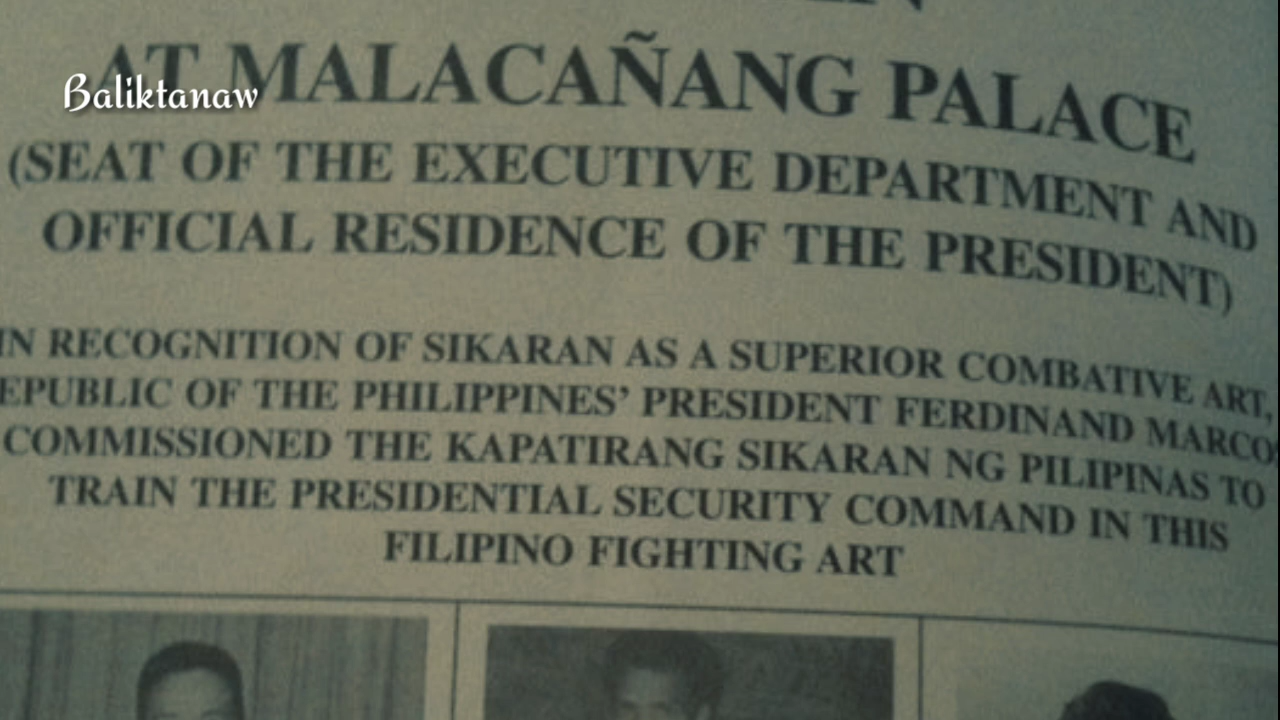 AT MALACAÑANG PALACE
Baliktanaw
(SEAT OF THE EXECUTIVE DEPARTMENT AND
OFFICIAL RESIDENCE OF THE PRESIDENT)
IN RECOGNITION OF SIKARAN AS A SUPERIOR COMBATIVE ART,
EPUBLIC OF THE PHILIPPINES' PRESIDENT FERDINAND MARCO
COMMISSIONED THE KAPATIRANG SIKARAN NG PILIPINAS TO
TRAIN THE PRESIDENTIAL SECURITY COMMAND IN THIS
FILIPINO FIGHTING ART